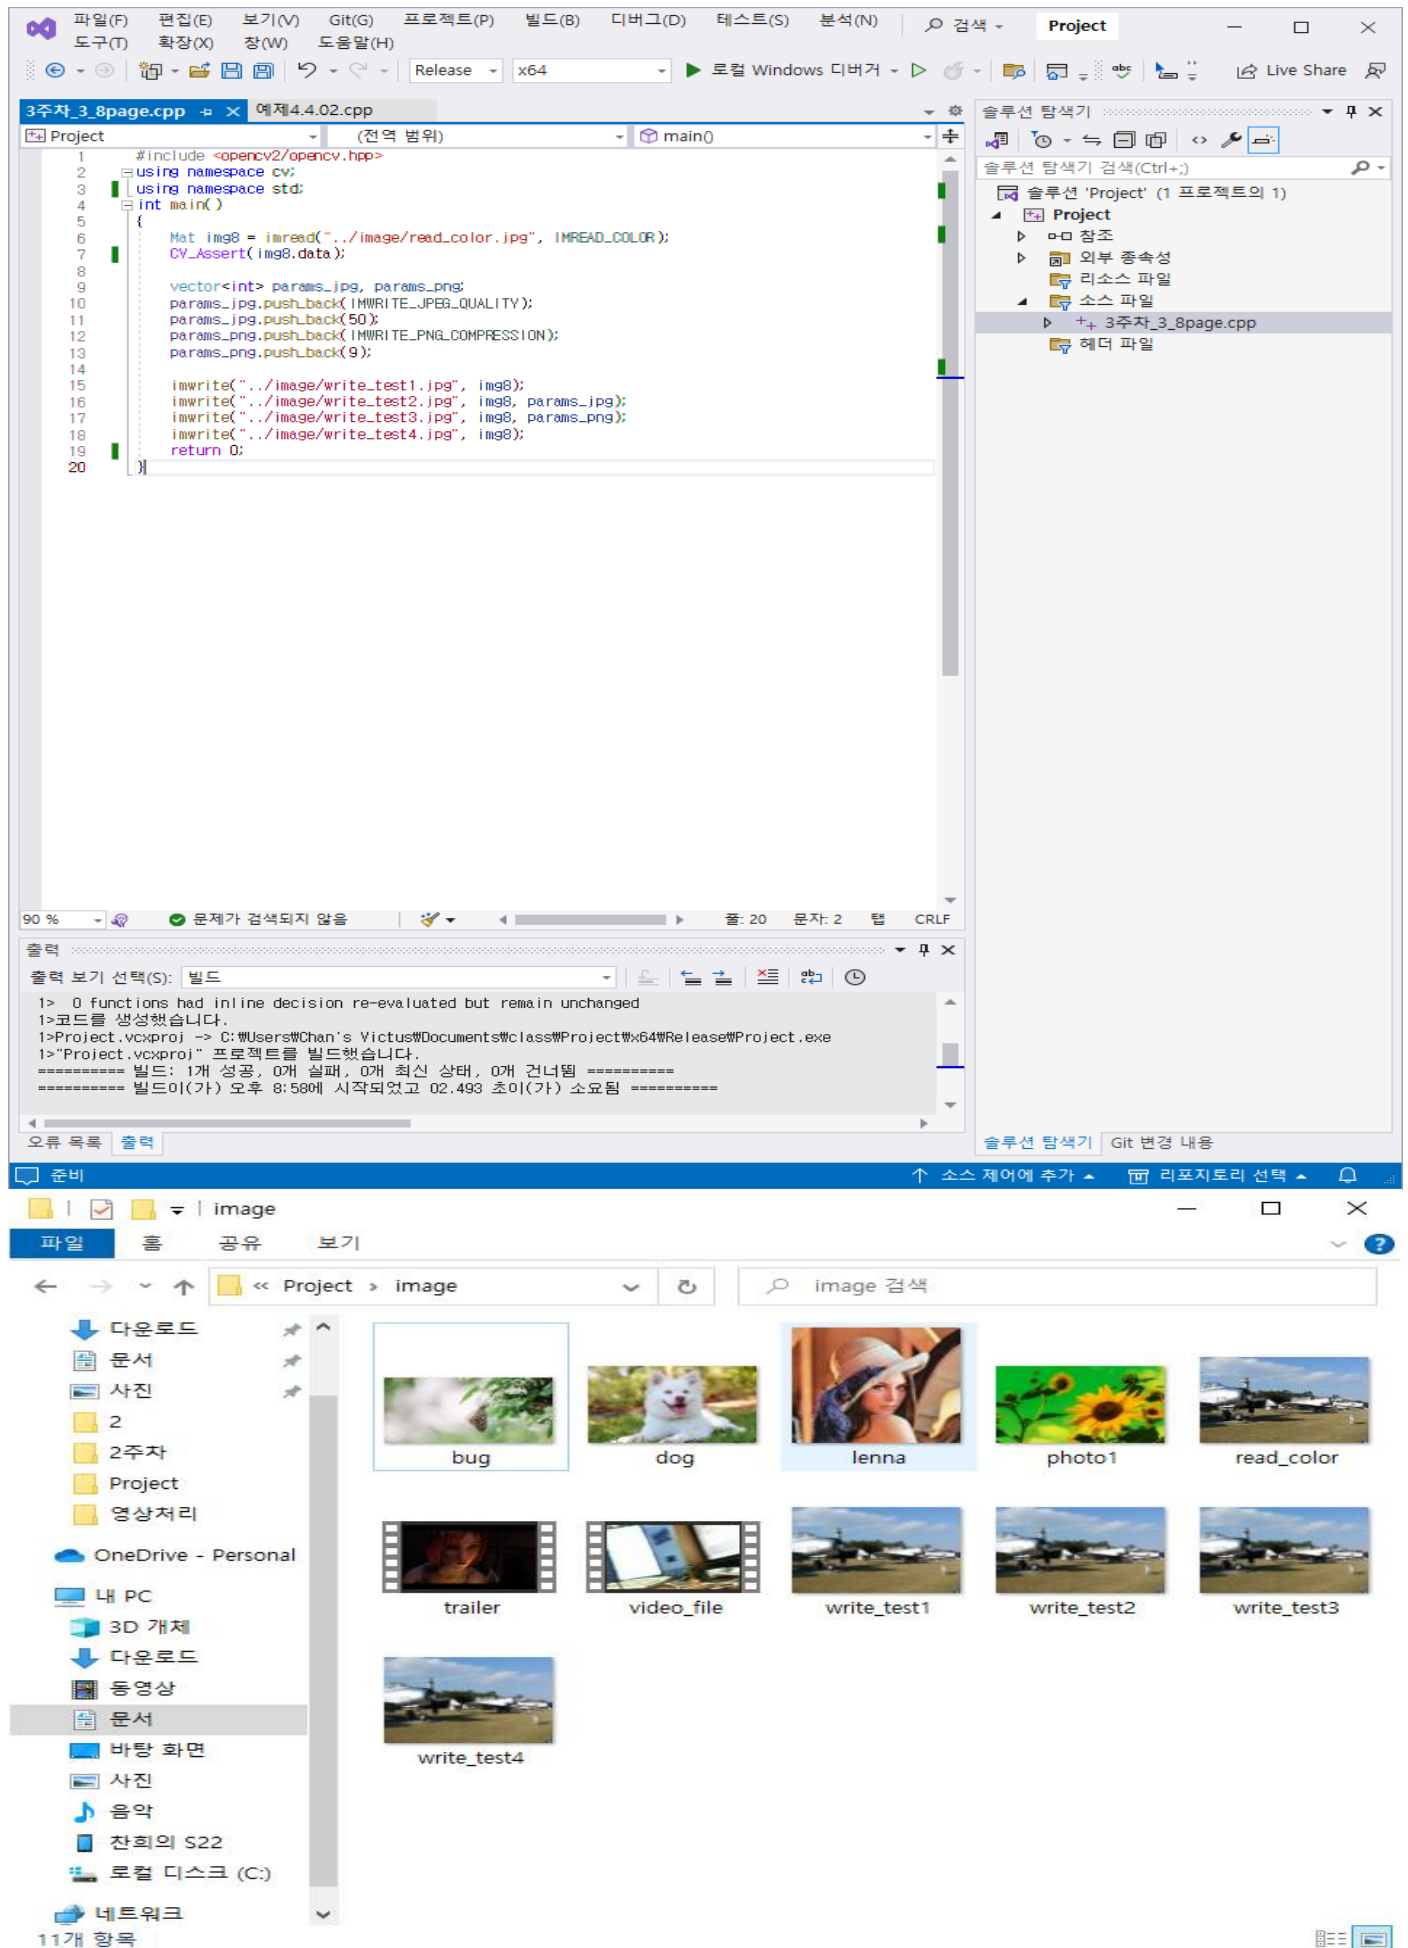 파일(F) 편집(E) 보기(V) Git(G) 프로젝트(P) 빌드(B) 디버그(D) 테스트(S) 분석(N) 검색 Project
도구(T) 확장(X) 창(W) 도움말(H)
Release x64 로컬 Windows 디버거 Live Share
3주차_3_8page.cpp 예제4.4.02.cpp
Project (전역 범위) main()
1 #include <opencv2/opencv.hpp>
2 using namespace cv;
3 using namespace std;
4 int main()
5 {
6 Mat img8 = imread("../image/read_color.jpg", IMREAD_COLOR);
7 CV_Assert(img8.data);
8
9 vector<int> params_jpg, params_png;
10 params_jpg.push_back(IMWRITE_JPEG_QUALITY);
11 params_jpg.push_back(50);
12 params_png.push_back(IMWRITE_PNG_COMPRESSION);
13 params_png.push_back(9);
14
15 imwrite("../image/write_test1.jpg", img8);
16 imwrite("../image/write_test2.jpg", img8, params_jpg);
17 imwrite("../image/write_test3.jpg", img8, params_png);
18 imwrite("../image/write_test4.jpg", img8);
19 return 0;
20 }
90 % 문제가 검색되지 않음 줄: 20 문자: 2 탭 CRLF
출력
출력 보기 선택(S): 빌드
1> 0 functions had inline decision re-evaluated but remain unchanged
1>코드를 생성했습니다.
1>Project.vcxproj -> C:₩Users₩Chan's Victus₩Documents₩class₩Project₩x64₩Release₩Project.exe
1>"Project.vcxproj" 프로젝트를 빌드했습니다.
========== 빌드: 1개 성공, 0개 실패, 0개 최신 상태, 0개 건너뜀 ==========
========== 빌드이(가) 오후 8:58에 시작되었고 02.493 초이(가) 소요됨 ==========
오류 목록 출력
솔루션 탐색기
솔루션 탐색기 검색(Ctrl+;)
솔루션 'Project' (1 프로젝트의 1)
Project
참조
외부 종속성
리소스 파일
소스 파일
3주차_3_8page.cpp
헤더 파일
솔루션 탐색기 Git 변경 내용
준비 소스 제어에 추가 리포지토리 선택
image
파일 홈 공유 보기
« Project › image image 검색
다운로드
문서
사진
2
2주차
Project
영상처리
OneDrive - Personal
내 PC
3D 개체
다운로드
동영상
문서
바탕 화면
사진
음악
찬희의 S22
로컬 디스크 (C:)
네트워크
bug dog lenna photo1 read_color
trailer video_file write_test1 write_test2 write_test3
write_test4
11개 항목